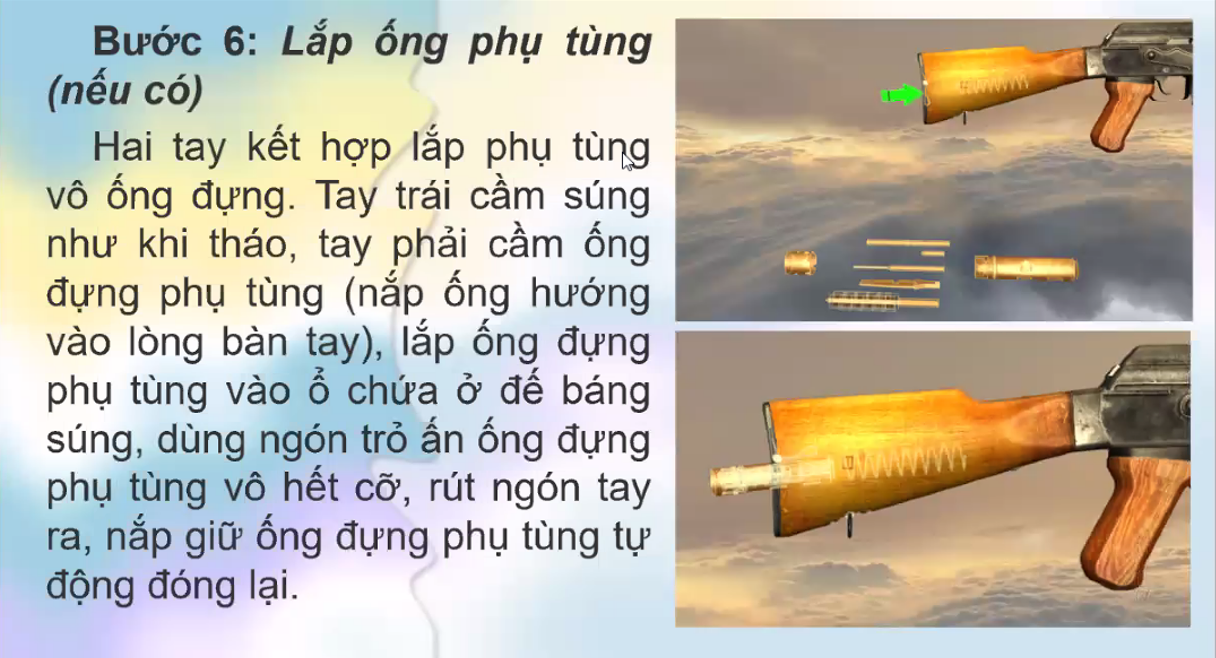 Bước 6: Lắp ống phụ tùng
(nếu có)
Hai tay kết hợp lắp phụ tùng
vô ống đựng. Tay trái cầm súng
như khi tháo, tay phải cầm ống
đựng phụ tùng (nắp ống hướng
vào lòng bàn tay), lắp ống đựng
phụ tùng vào ổ chứa ở đế báng
súng, dùng ngón trỏ ấn ống đựng
phụ tùng vô hết cỡ, rút ngón tay
ra, nắp giữ ống đựng phụ tùng tự
động đóng lại.